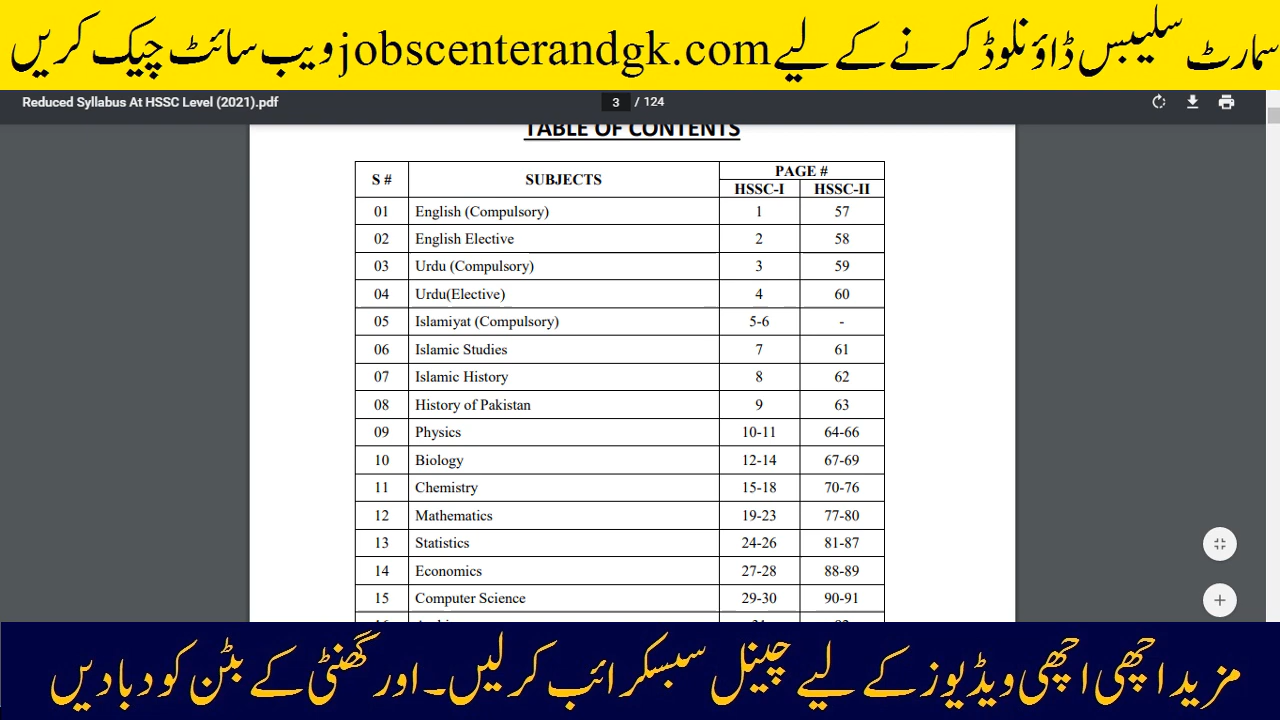 سمارٹ سلیبس ڈاؤنلوڈ کرنے کے لیے jobscenterandgk.com ویب سائٹ چیک کریں
Reduced Syllabus At HSSC Level (2021).pdf 3 / 124
TABLE OF CONTENTS
S # SUBJECTS PAGE #
HSSC-I HSSC-II
01 English (Compulsory) 1 57
02 English Elective 2 58
03 Urdu (Compulsory) 3 59
04 Urdu(Elective) 4 60
05 Islamiyat (Compulsory) 5-6 -
06 Islamic Studies 7 61
07 Islamic History 8 62
08 History of Pakistan 9 63
09 Physics 10-11 64-66
10 Biology 12-14 67-69
11 Chemistry 15-18 70-76
12 Mathematics 19-23 77-80
13 Statistics 24-26 81-87
14 Economics 27-28 88-89
15 Computer Science 29-30 90-91
مزید اچھی اچھی ویڈیوز کے لیے چینل سبسکرائب کر لیں۔ اور گھنٹی کے بٹن کو دبا دیں